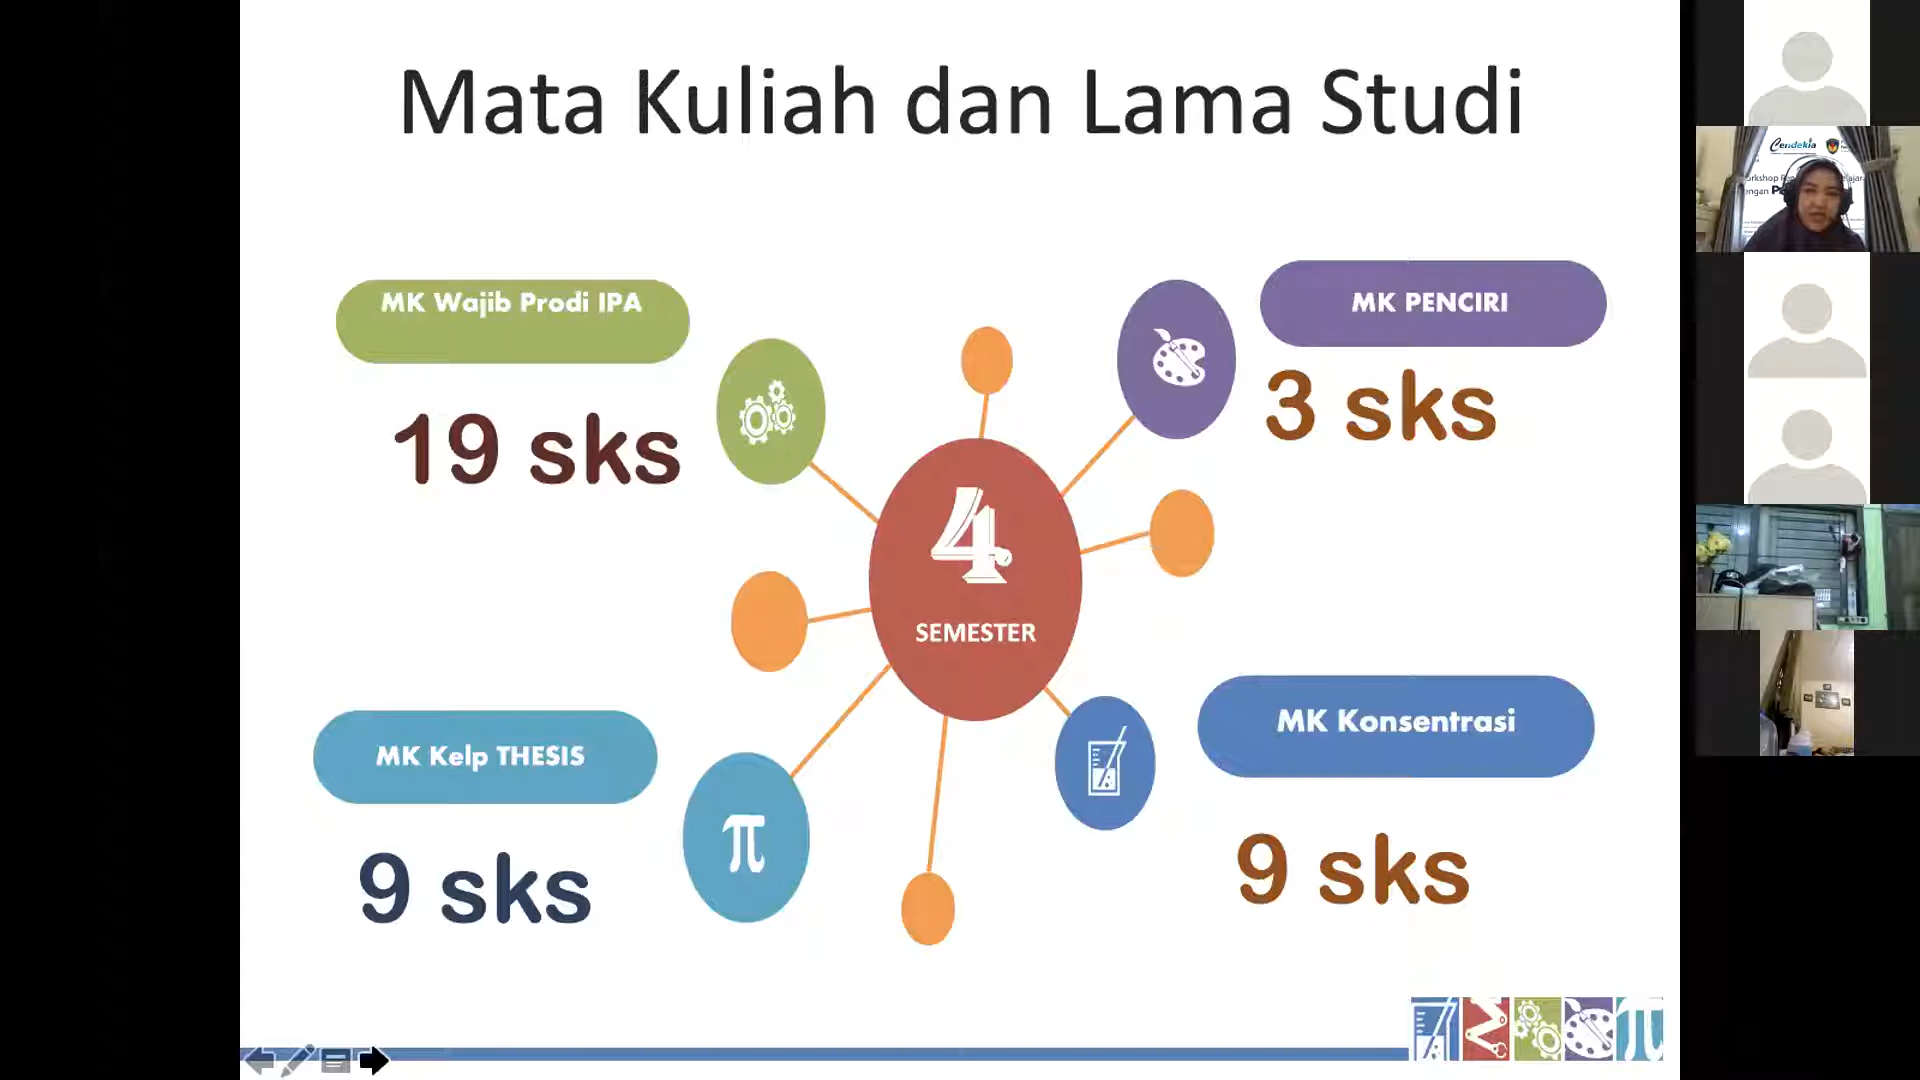 Mata Kuliah dan Lama Studi
MK Wajib Prodi IPA
19 sks
MK PENCIRI
3 sks
4
SEMESTER
MK Kelp THESIS
9 sks
π
MK Konsentrasi
9 sks
π
Cendekia